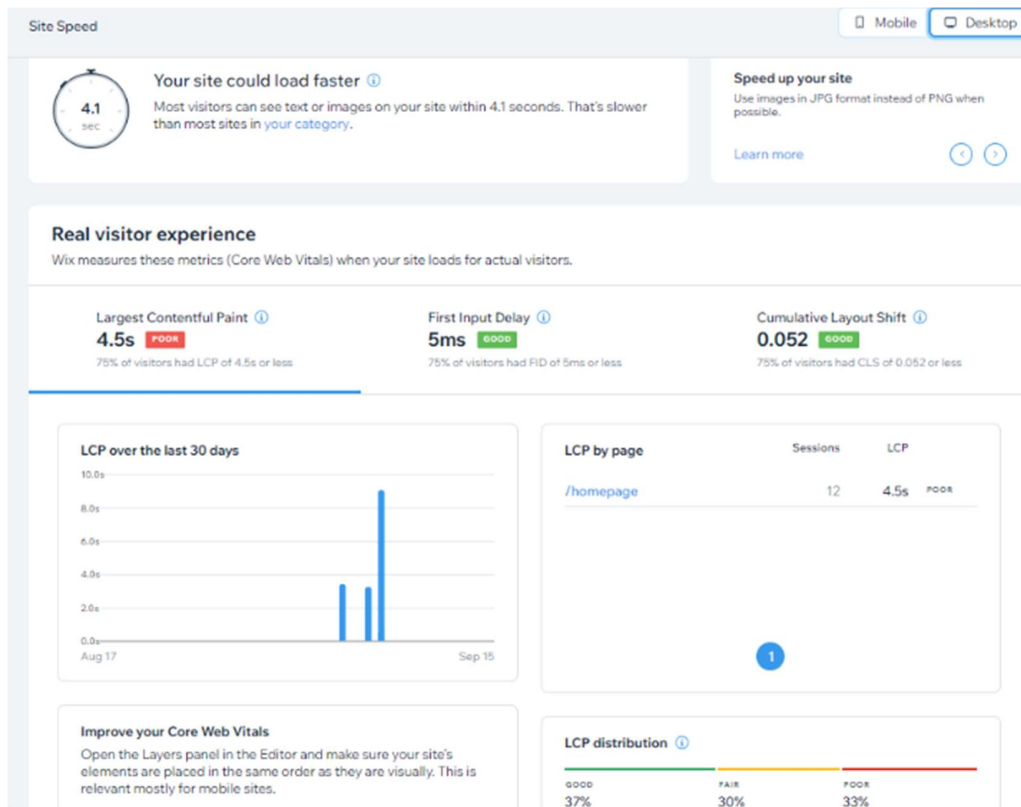 Site Speed
Mobile
Desktop
4.1
sec
Your site could load faster
Most visitors can see text or images on your site within 4.1 seconds. That's slower
than most sites in your category.
Speed up your site
Use images in JPG format instead of PNG when
possible.
Learn more
Real visitor experience
Wix measures these metrics (Core Web Vitals) when your site loads for actual visitors.
Largest Contentful Paint
4.5s POOR
75% of visitors had LCP of 4.5s or less
First Input Delay
5ms GOOD
75% of visitors had FID of 5ms or less
Cumulative Layout Shift
0.052 GOOD
75% of visitors had CLS of 0.052 or less
LCP over the last 30 days
10.0s
8.0s
6.0s
4.0s
2.0s
0.0s
Aug 17 Sep 15
LCP by page Sessions LCP
/homepage 12 4.5s POOR
1
Improve your Core Web Vitals
Open the Layers panel in the Editor and make sure your site's
elements are placed in the same order as they are visually. This is
relevant mostly for mobile sites.
LCP distribution
GOOD FAIR POOR
37% 30% 33%